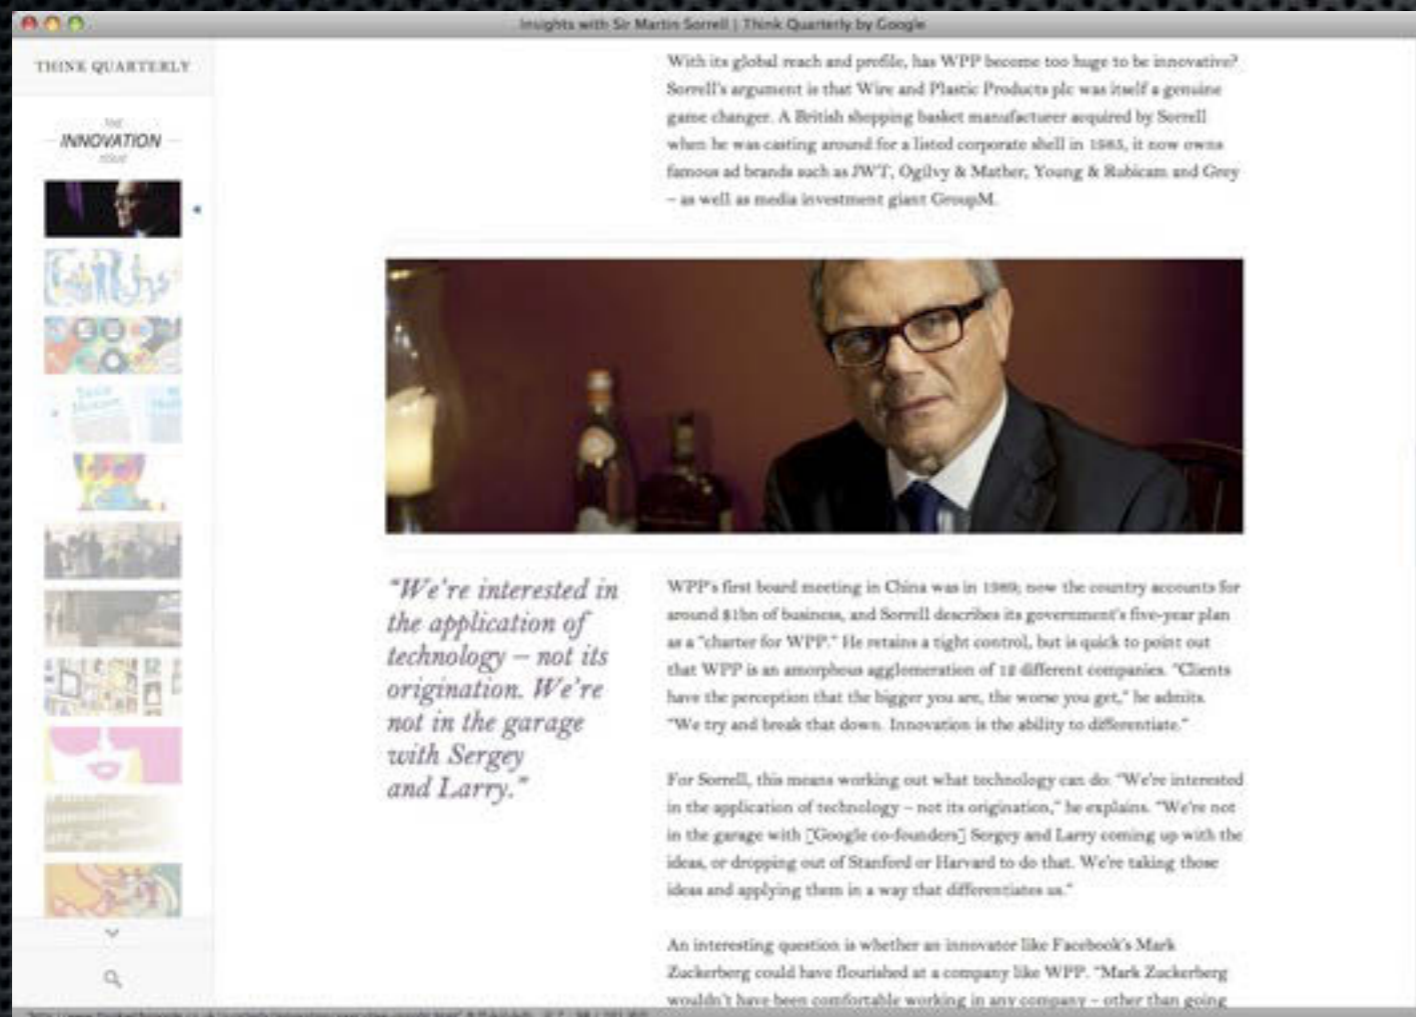 Insights with Sir Martin Sorrell | Think Quarterly by Google
THINK QUARTERLY
THE
INNOVATION
ISSUE
With its global reach and profile, has WPP become too huge to be innovative?
Sorrell's argument is that Wire and Plastic Products plc was itself a genuine
game changer. A British shopping basket manufacturer acquired by Sorrell
when he was casting around for a listed corporate shell in 1985, it now owns
famous ad brands such as JWT, Ogilvy & Mather, Young & Rubicam and Grey
– as well as media investment giant GroupM.
"We're interested in
the application of
technology – not its
origination. We're
not in the garage
with Sergey
and Larry."
WPP's first board meeting in China was in 1989; now the country accounts for
around $1bn of business, and Sorrell describes its government's five-year plan
as a "charter for WPP." He retains a tight control, but is quick to point out
that WPP is an amorphous agglomeration of 12 different companies. "Clients
have the perception that the bigger you are, the worse you get," he admits.
"We try and break that down. Innovation is the ability to differentiate."
For Sorrell, this means working out what technology can do. "We're interested
in the application of technology – not its origination," he explains. "We're not
in the garage with [Google co-founders] Sergey and Larry coming up with the
ideas, or dropping out of Stanford or Harvard to do that. We're taking those
ideas and applying them in a way that differentiates us."
An interesting question is whether an innovator like Facebook's Mark
Zuckerberg could have flourished at a company like WPP. "Mark Zuckerberg
wouldn't have been comfortable working in any company – other than going